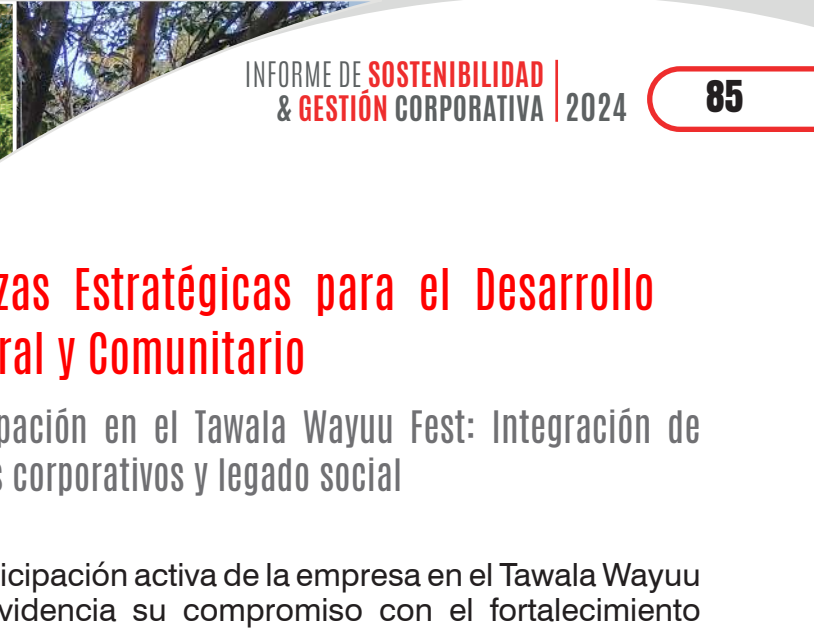 INFORME DE SOSTENIBILIDAD
& GESTIÓN CORPORATIVA 2024
85
zas Estratégicas para el Desarrollo
ral y Comunitario
pación en el Tawala Wayuu Fest: Integración de
s corporativos y legado social
icipación activa de la empresa en el Tawala Wayuu
videncia su compromiso con el fortalecimiento